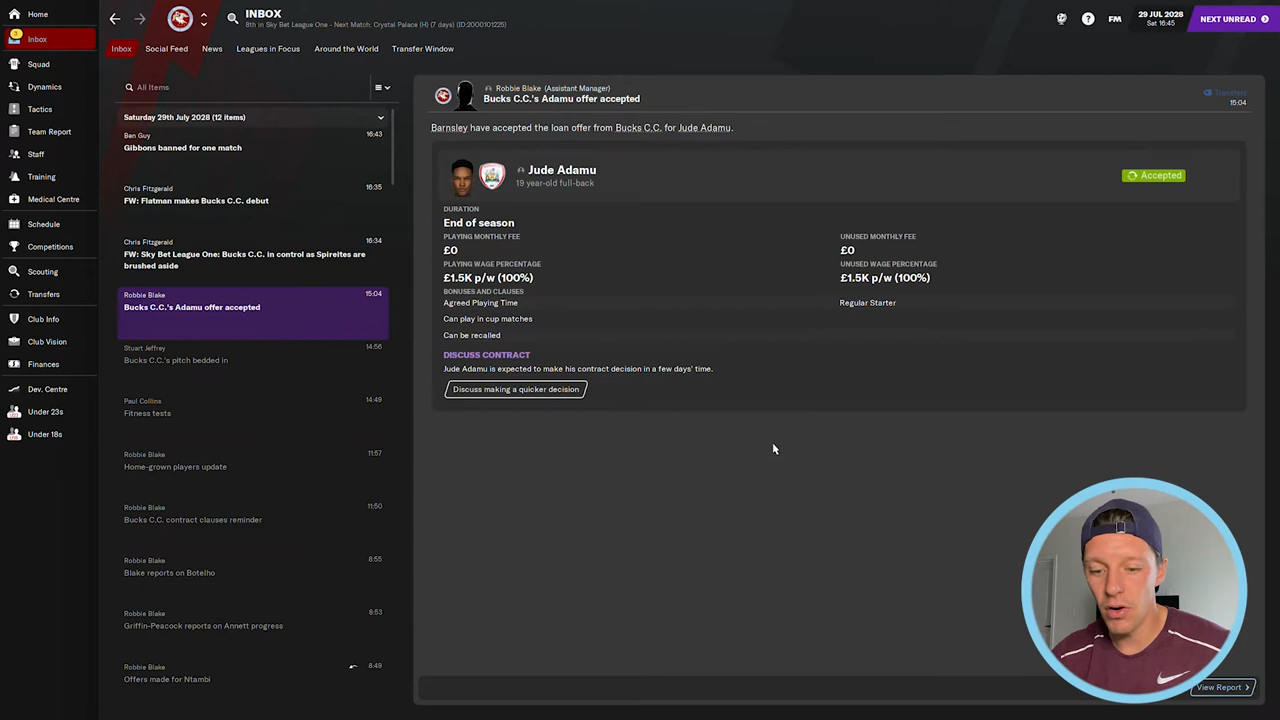 Home
Inbox
Squad
Dynamics
Tactics
Team Report
Staff
Training
Medical Centre
Schedule
Competitions
Scouting
Transfers
Club Info
Club Vision
Finances
Dev. Centre
Under 23s
Under 18s
INBOX
8th in Sky Bet League One - Next Match: Crystal Palace (H) (7 days) (ID:2000101225)
FM
29 JUL 2028
Sat 16:45
NEXT UNREAD
Inbox
Social Feed
News
Leagues in Focus
Around the World
Transfer Window
All Items
Saturday 29th July 2028 (12 items)
Ben Guy
16:43
Gibbons banned for one match
Chris Fitzgerald
16:35
FW: Flatman makes Bucks C.C. debut
Chris Fitzgerald
16:34
FW: Sky Bet League One: Bucks C.C. in control as Spireites are
brushed aside
Robbie Blake
15:04
Bucks C.C.'s Adamu offer accepted
Stuart Jeffrey
14:56
Bucks C.C.'s pitch bedded in
Paul Collins
14:49
Fitness tests
Robbie Blake
11:57
Home-grown players update
Robbie Blake
11:50
Bucks C.C. contract clauses reminder
Robbie Blake
8:55
Blake reports on Botelho
Robbie Blake
8:53
Griffin-Peacock reports on Annett progress
Robbie Blake
8:49
Offers made for Ntambi
Robbie Blake (Assistant Manager)
Bucks C.C.'s Adamu offer accepted
Transfers
15:04
Barnsley have accepted the loan offer from Bucks C.C. for Jude Adamu.
Jude Adamu
19 year-old full-back
Accepted
DURATION
End of season
PLAYING MONTHLY FEE
UNUSED MONTHLY FEE
£0
£0
PLAYING WAGE PERCENTAGE
UNUSED WAGE PERCENTAGE
£1.5K p/w (100%)
£1.5K p/w (100%)
BONUSES AND CLAUSES
Agreed Playing Time
Regular Starter
Can play in cup matches
Can be recalled
DISCUSS CONTRACT
Jude Adamu is expected to make his contract decision in a few days' time.
Discuss making a quicker decision
View Report